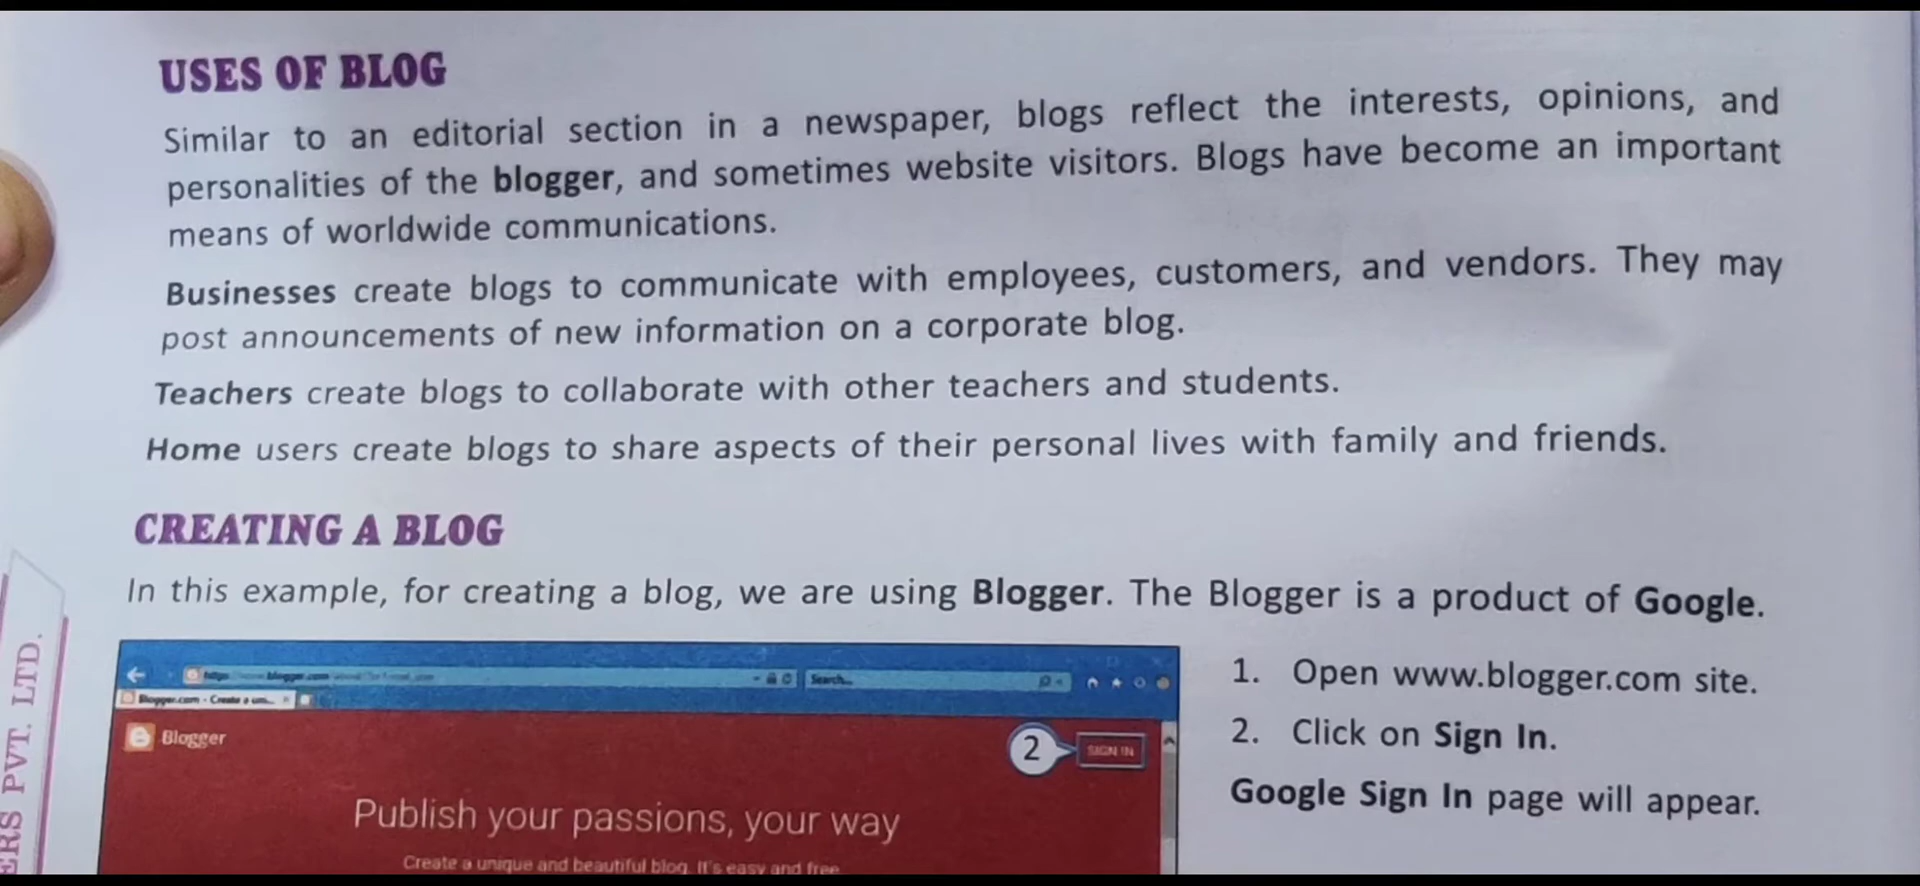 USES OF BLOG
Similar to an editorial section in a newspaper, blogs reflect the interests, opinions, and
personalities of the blogger, and sometimes website visitors. Blogs have become an important
means of worldwide communications.
Businesses create blogs to communicate with employees, customers, and vendors. They may
post announcements of new information on a corporate blog.
Teachers create blogs to collaborate with other teachers and students.
Home users create blogs to share aspects of their personal lives with family and friends.
CREATING A BLOG
In this example, for creating a blog, we are using Blogger. The Blogger is a product of Google.
Search...
Blogger.com - Create a un...
Blogger
2
SIGN IN
Publish your passions, your way
Create a unique and beautiful blog. It's easy and free.
1. Open www.blogger.com site.
2. Click on Sign In.
Google Sign In page will appear.
ERS PVT. LTD.